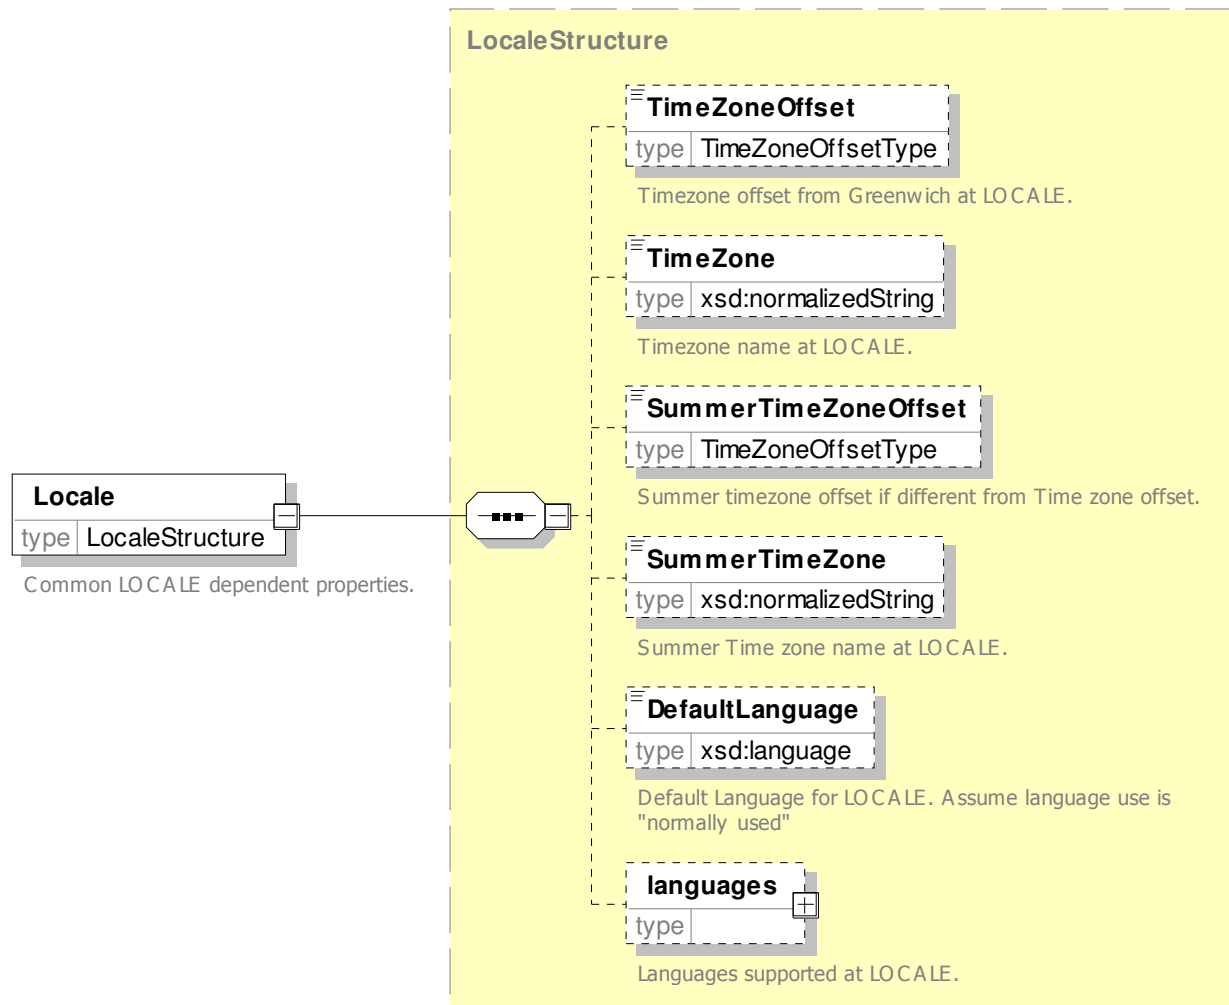 LocaleStructure
TimeZoneOffset
type TimeZoneOffsetType
Timezone offset from Greenwich at LOCALE.
TimeZone
type xsd:normalizedString
Timezone name at LOCALE.
SummerTimeZoneOffset
type TimeZoneOffsetType
Summer timezone offset if different from Time zone offset.
Locale
type LocaleStructure
Common LOCALE dependent properties.
SummerTimeZone
type xsd:normalizedString
Summer Time zone name at LOCALE.
DefaultLanguage
type xsd:language
Default Language for LOCALE. Assume language use is
"normally used"
languages
type
Languages supported at LOCALE.